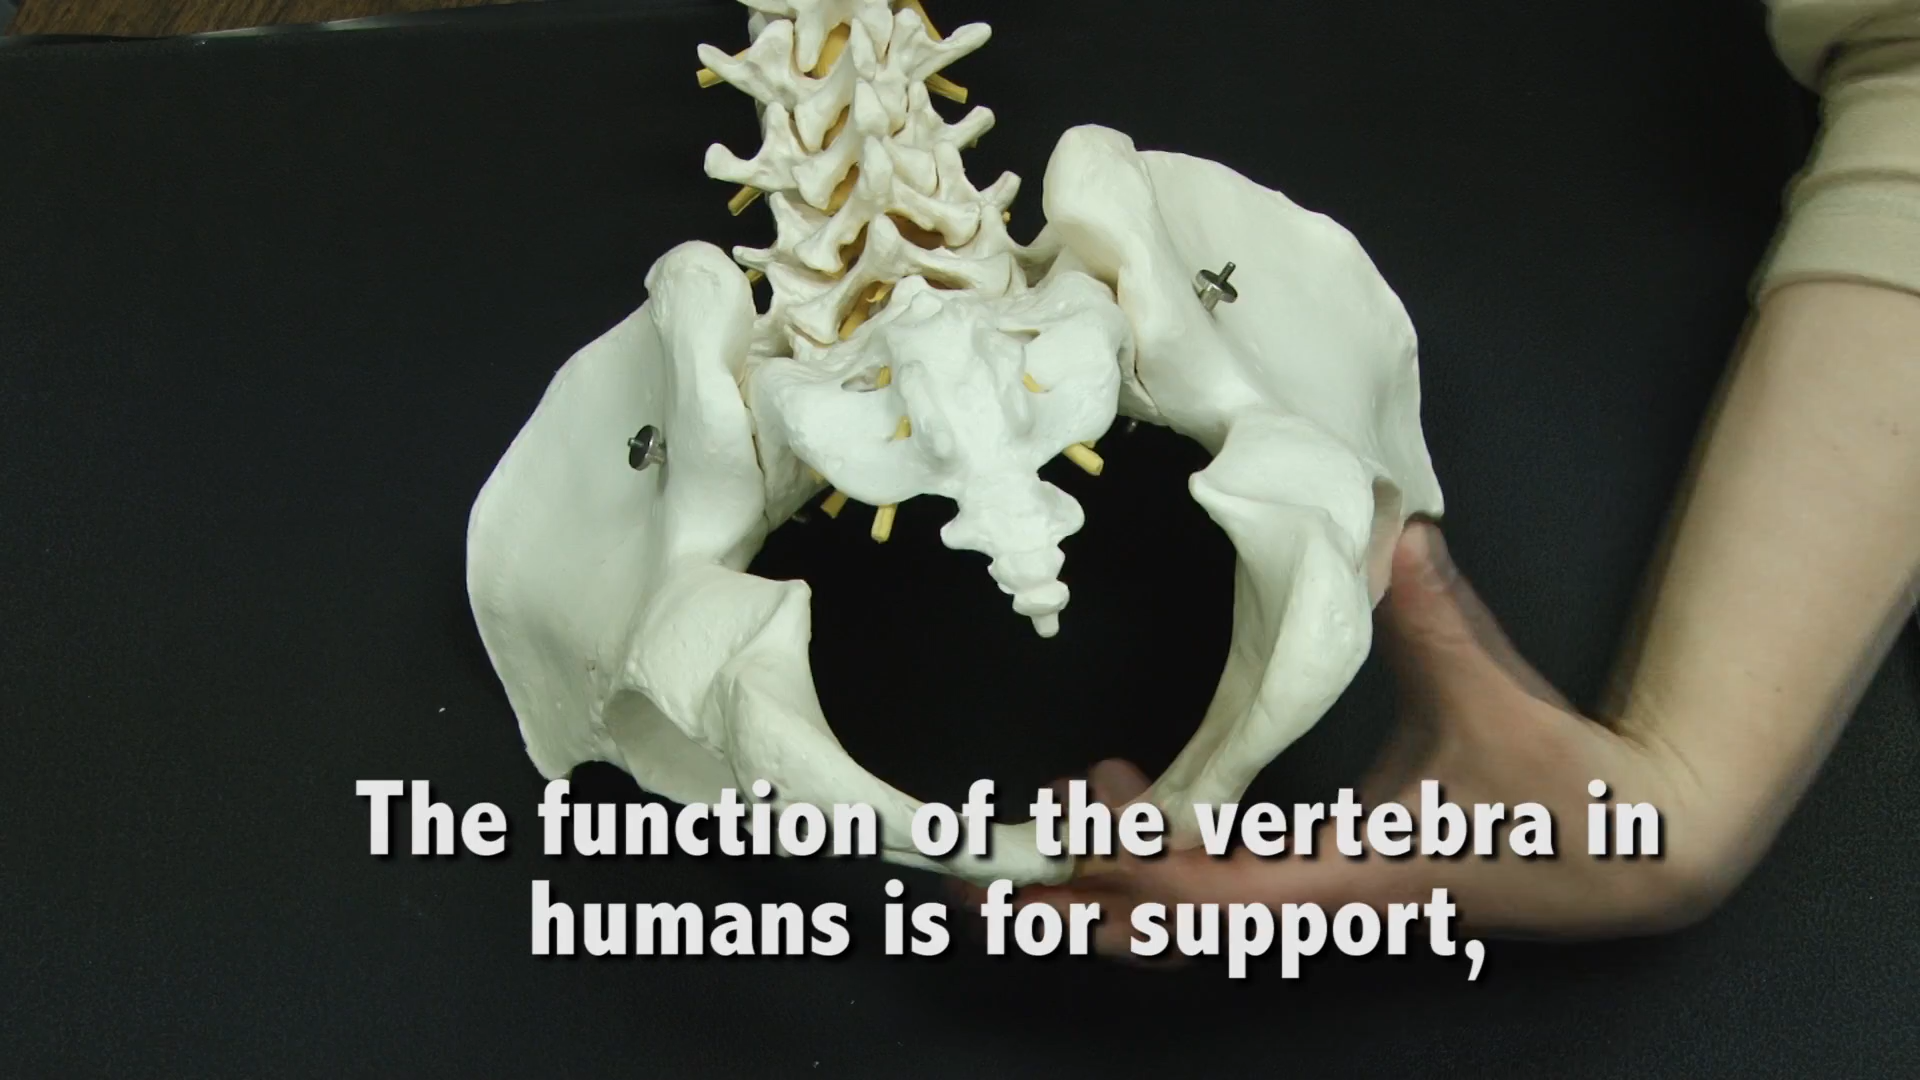 The function of the vertebra in
humans is for support,